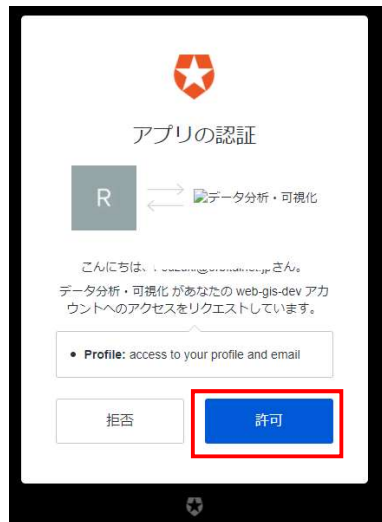 アプリの認証
R
データ分析・可視化
こんにちは、 さん。
データ分析・可視化 があなたの web-gis-dev アカ
ウントへのアクセスをリクエストしています。
Profile: access to your profile and email
拒否
許可